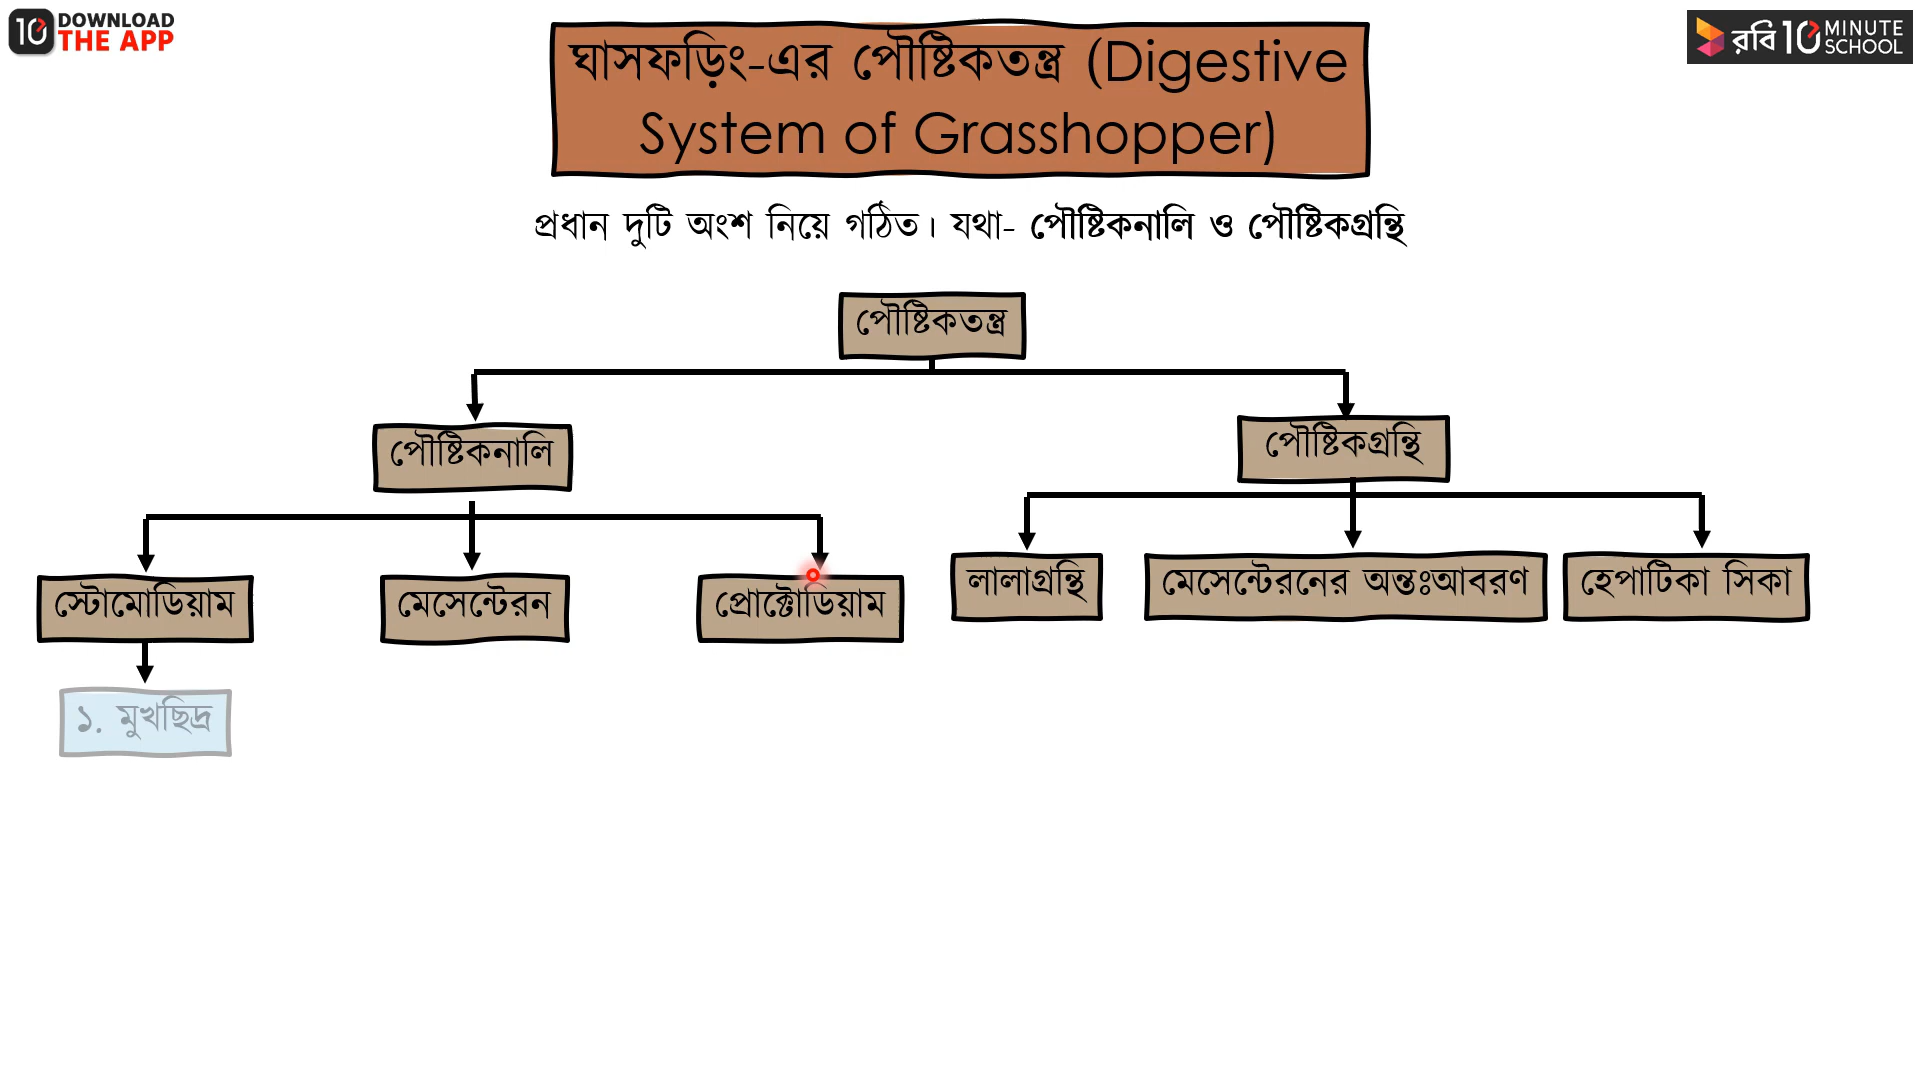 DOWNLOAD
THE APP
রবি 10 MINUTE
SCHOOL
ঘাসফড়িং-এর পৌষ্টিকতন্ত্র (Digestive
System of Grasshopper)
প্রধান দুটি অংশ নিয়ে গঠিত। যথা- পৌষ্টিকনালি ও পৌষ্টিকগ্রন্থি
পৌষ্টিকতন্ত্র
পৌষ্টিকনালি
পৌষ্টিকগ্রন্থি
স্টোমোডিয়াম
মেসেন্টেরন
প্রোক্টোডিয়াম
লালাগ্রন্থি
মেসেন্টেরনের অন্তঃআবরণ
হেপাটিকা সিকা
১. মুখছিদ্র